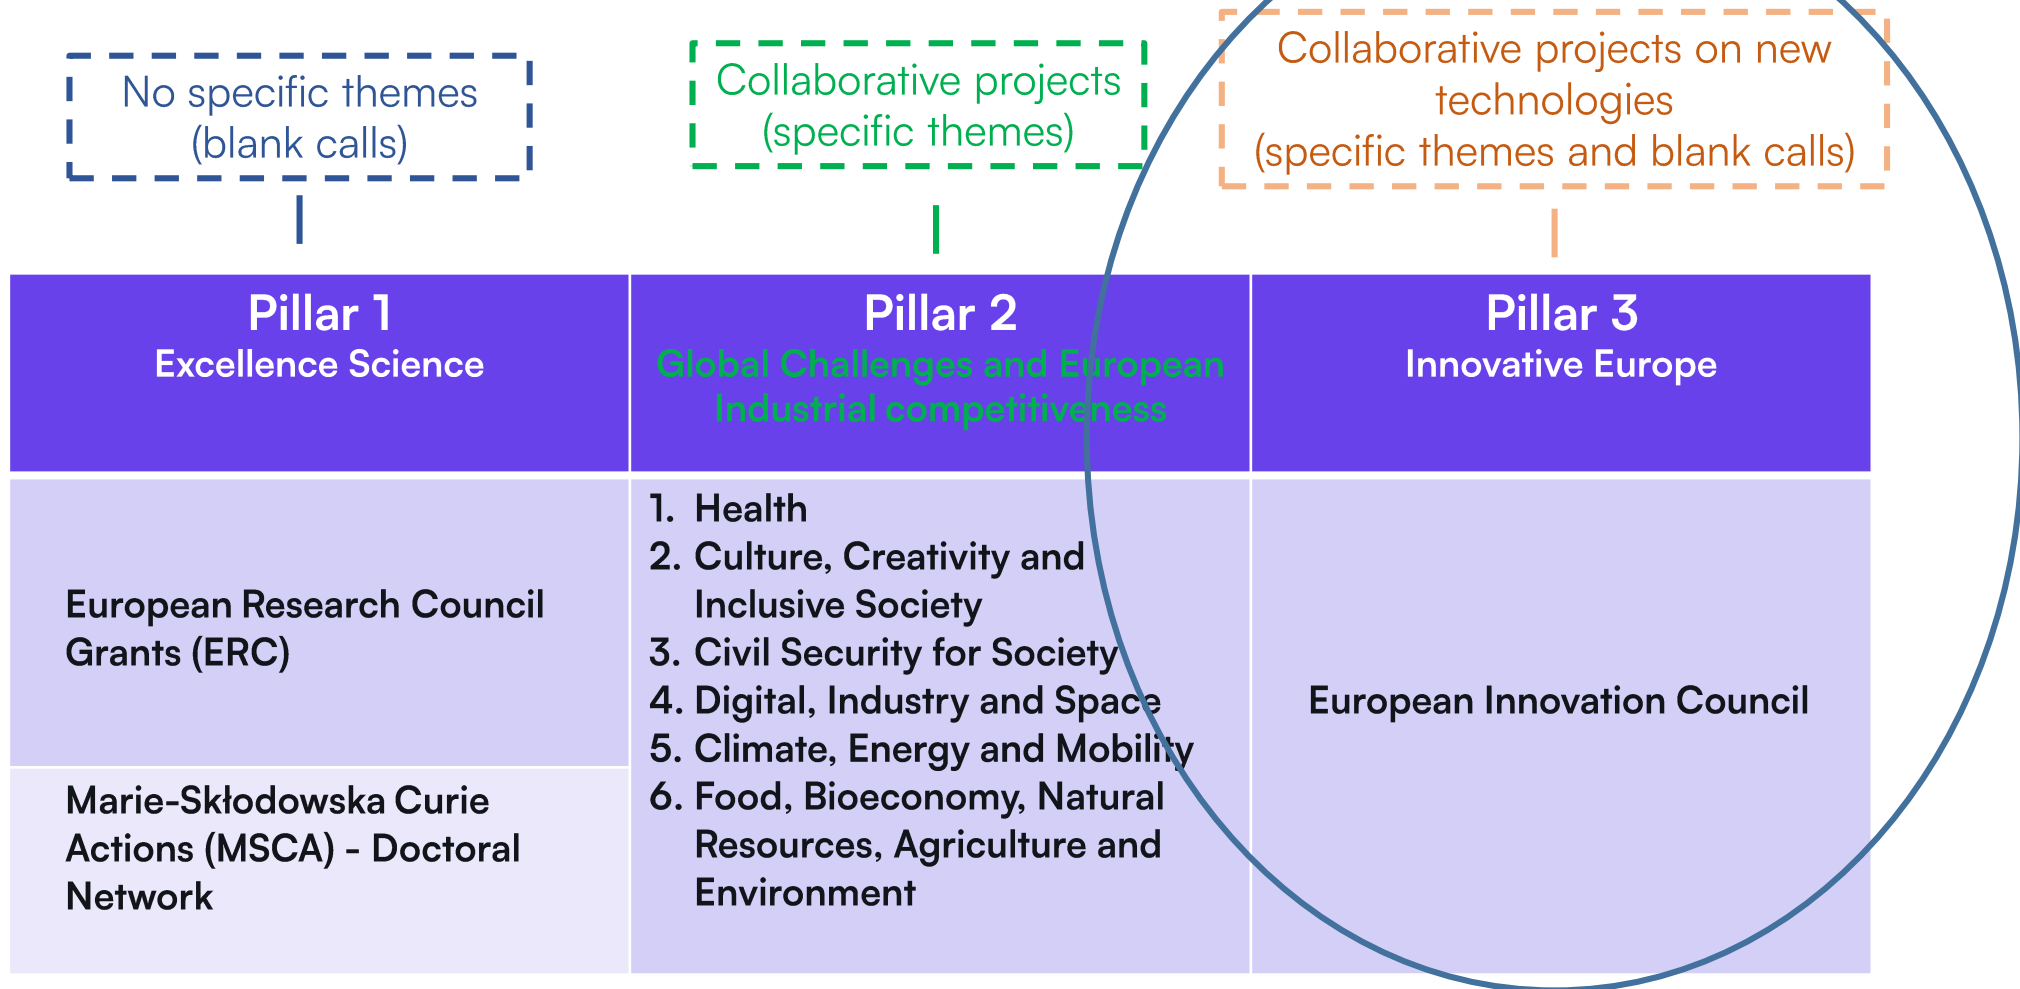 No specific themes
(blank calls)
Collaborative projects
(specific themes)
Collaborative projects on new
technologies
(specific themes and blank calls)
Pillar 1
Excellence Science
Pillar 2
Global Challenges and European
Industrial competitiveness
Pillar 3
Innovative Europe
European Research Council
Grants (ERC)
Marie-Skłodowska Curie
Actions (MSCA) - Doctoral
Network
1. Health
2. Culture, Creativity and
Inclusive Society
3. Civil Security for Society
4. Digital, Industry and Space
5. Climate, Energy and Mobility
6. Food, Bioeconomy, Natural
Resources, Agriculture and
Environment
European Innovation Council